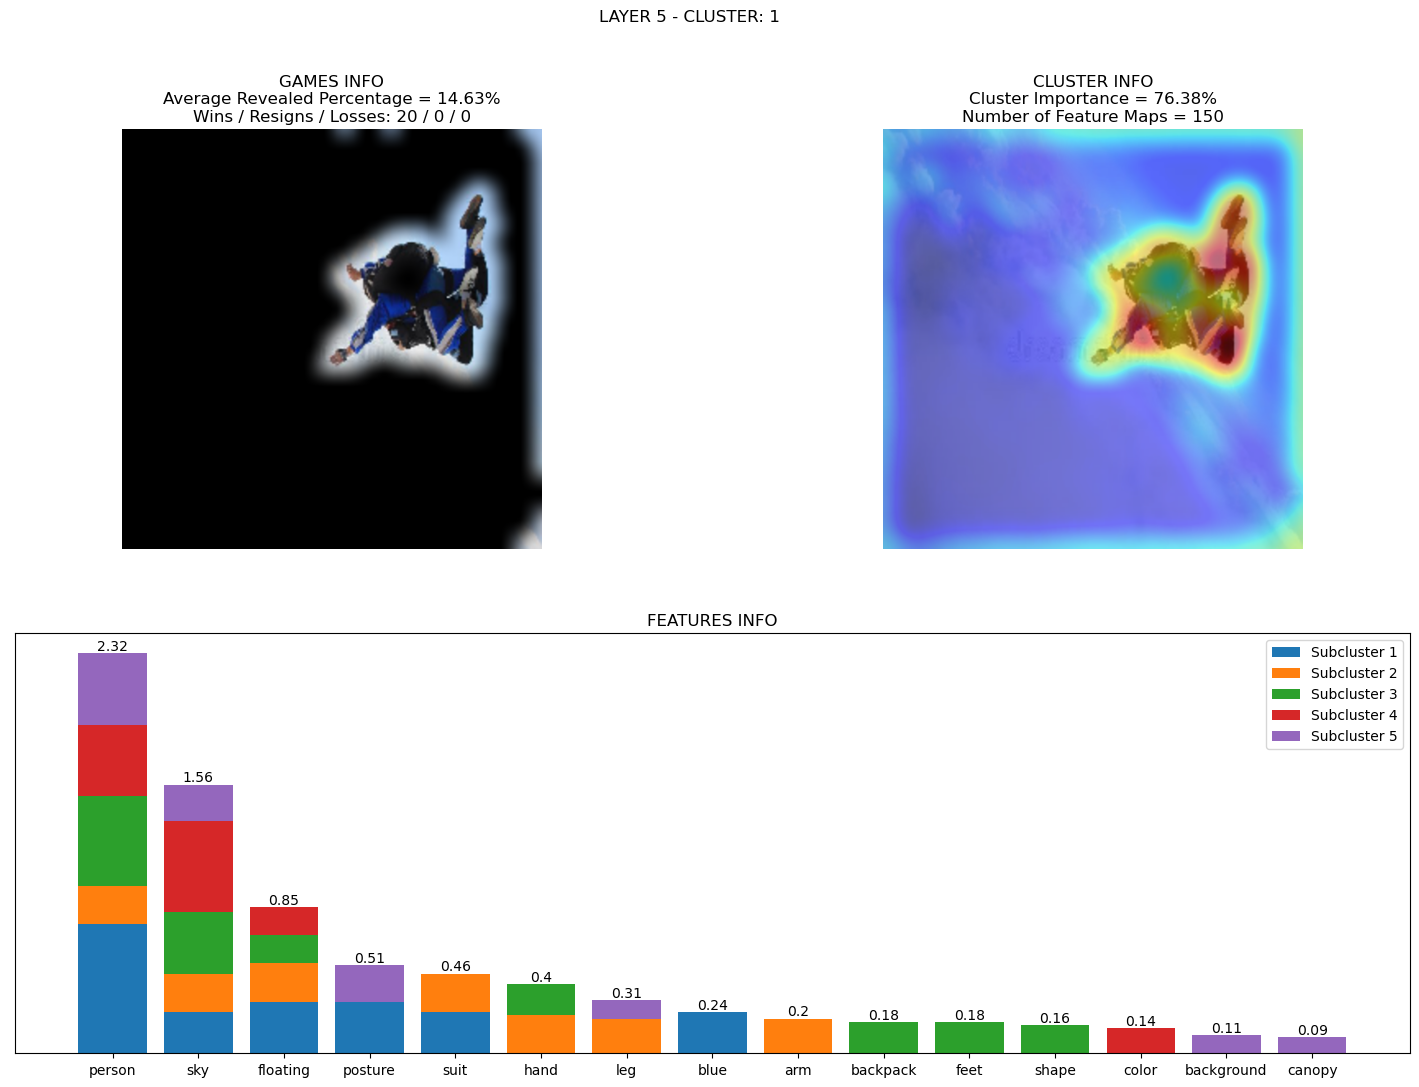 LAYER 5 - CLUSTER: 1
GAMES INFO
Average Revealed Percentage = 14.63%
Wins / Resigns / Losses: 20 / 0 / 0
CLUSTER INFO
Cluster Importance = 76.38%
Number of Feature Maps = 150
FEATURES INFO
2.32
1.56
0.85
0.51
0.46
0.4
0.31
0.24
0.2
0.18
0.18
0.16
0.14
0.11
0.09
Subcluster 1
Subcluster 2
Subcluster 3
Subcluster 4
Subcluster 5
person sky floating posture suit hand leg blue arm backpack feet shape color background canopy